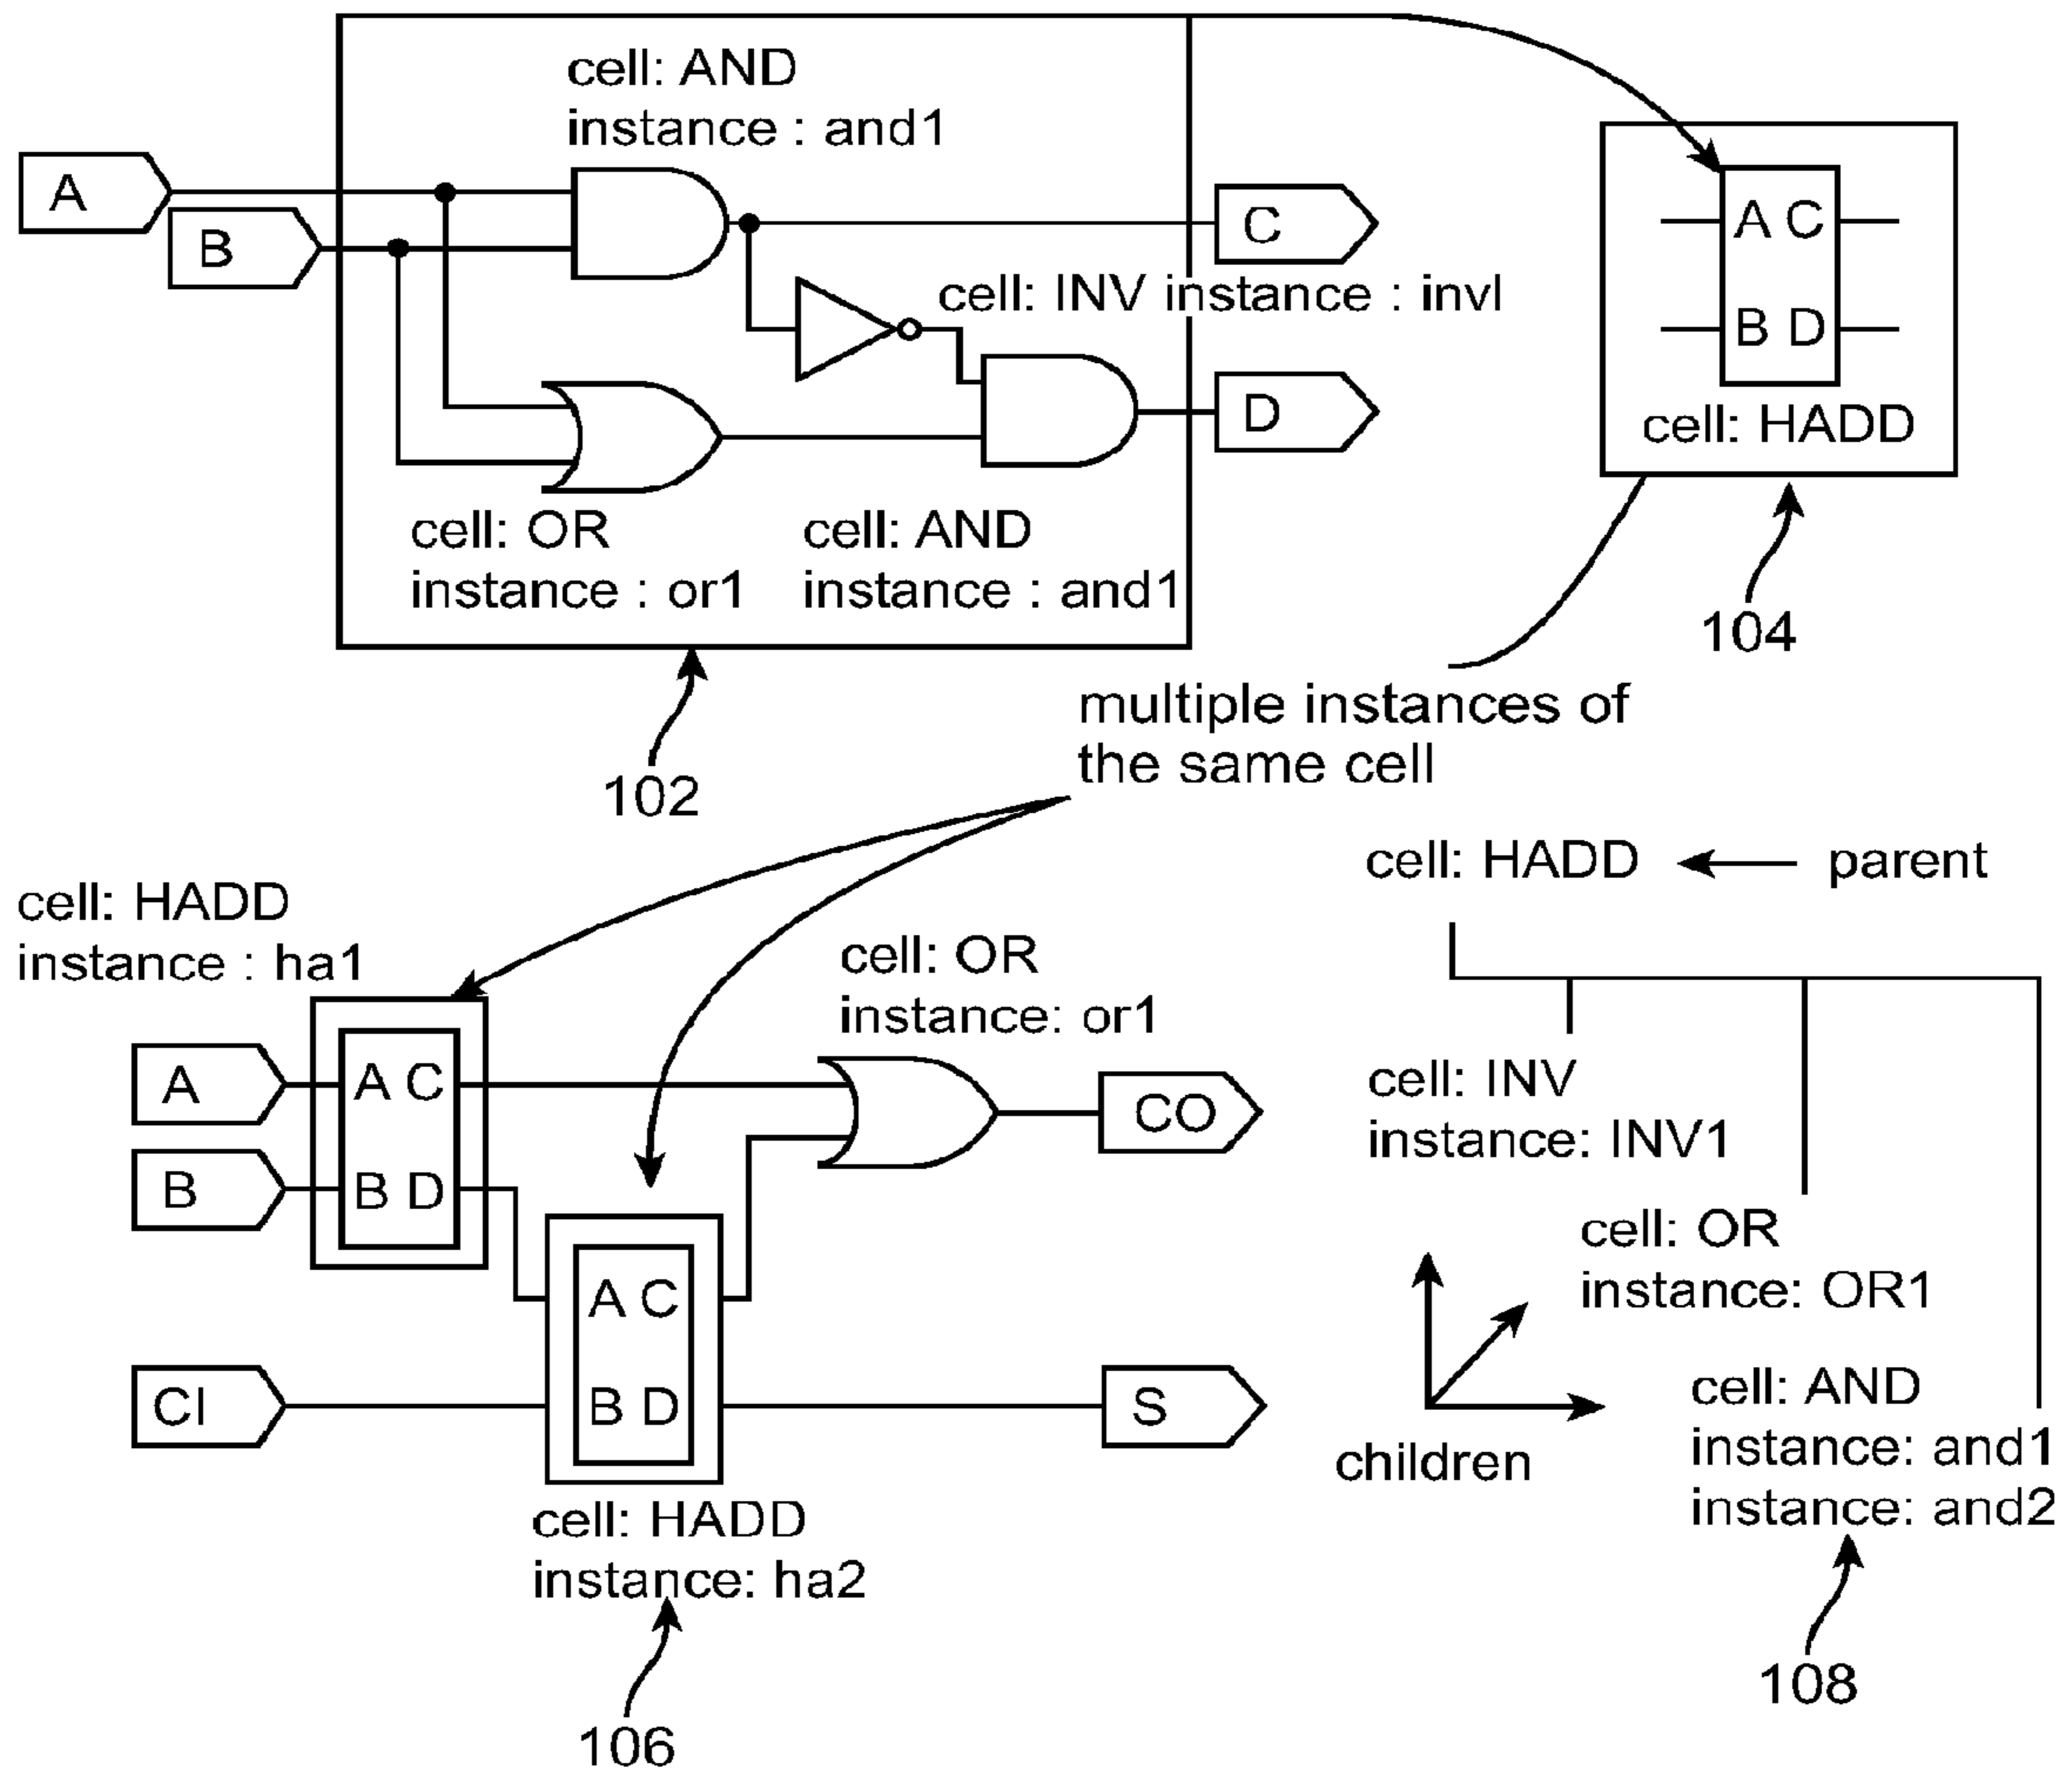 cell: AND
instance : and1
A
B
C
cell: INV instance : invl
D
cell: OR
instance : or1
cell: AND
instance : and1
102
A C
B D
cell: HADD
104
multiple instances of
the same cell
cell: HADD
instance : ha1
A
B
CI
A C
B D
A C
B D
cell: OR
instance: or1
CO
S
cell: HADD
instance: ha2
106
cell: HADD
parent
cell: INV
instance: INV1
cell: OR
instance: OR1
cell: AND
instance: and1
instance: and2
children
108